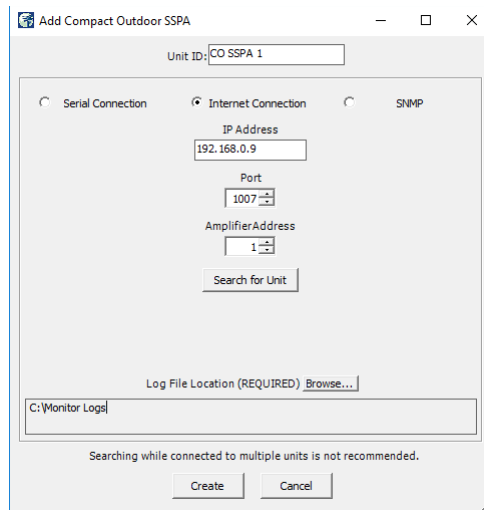 Add Compact Outdoor SSPA
Unit ID: CO SSPA 1
Serial Connection Internet Connection SNMP
IP Address
192.168.0.9
Port
1007
AmplifierAddress
1
Search for Unit
Log File Location (REQUIRED) Browse...
C:\Monitor Logs
Searching while connected to multiple units is not recommended.
Create Cancel